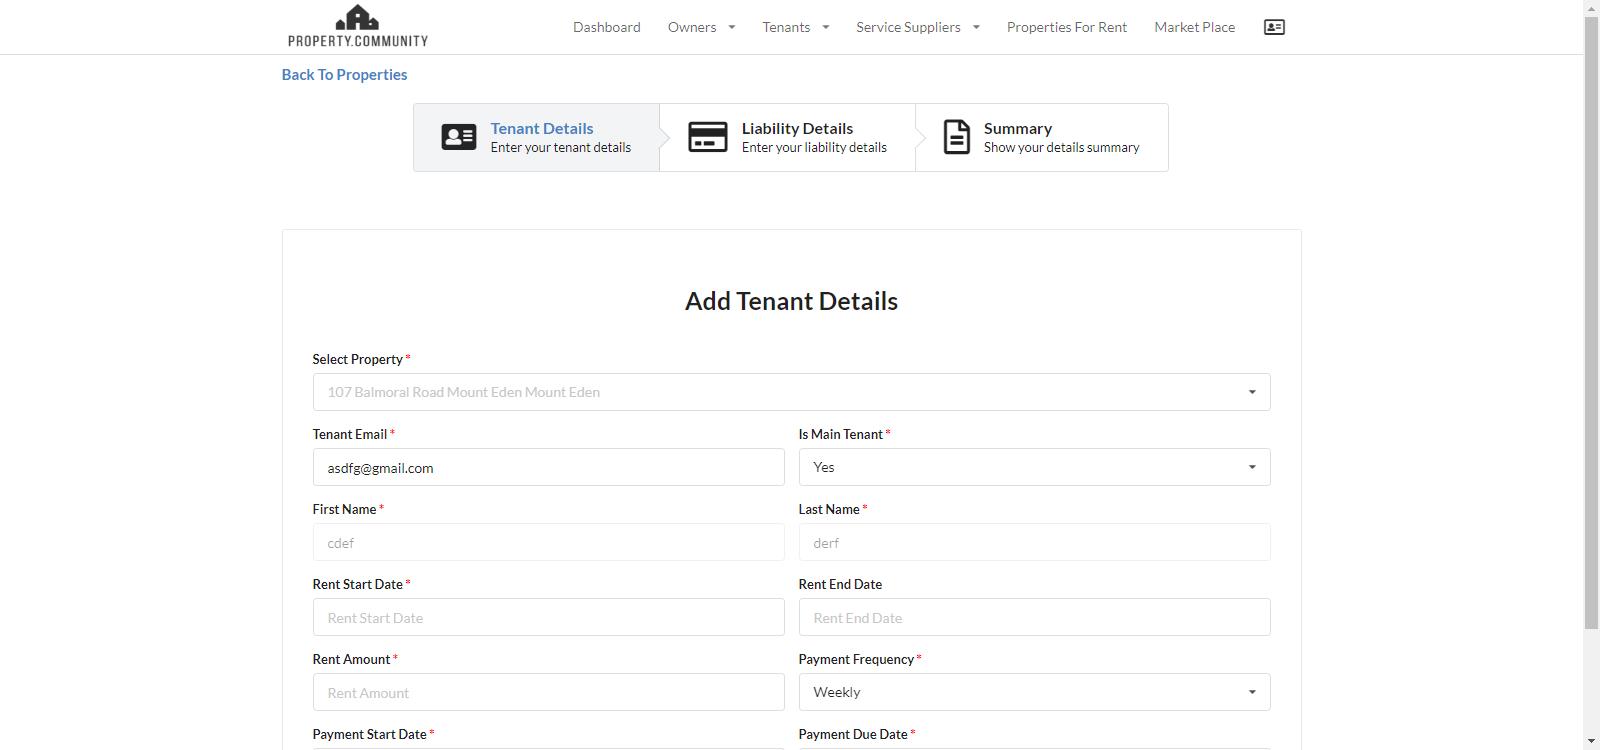 PROPERTY.COMMUNITY
Dashboard Owners Tenants Service Suppliers Properties For Rent Market Place
Back To Properties
Tenant Details
Enter your tenant details
Liability Details
Enter your liability details
Summary
Show your details summary
Add Tenant Details
Select Property *
107 Balmoral Road Mount Eden Mount Eden
Tenant Email * Is Main Tenant *
asdfg@gmail.com Yes
First Name * Last Name *
cdef derf
Rent Start Date * Rent End Date
Rent Start Date Rent End Date
Rent Amount * Payment Frequency *
Rent Amount Weekly
Payment Start Date * Payment Due Date *